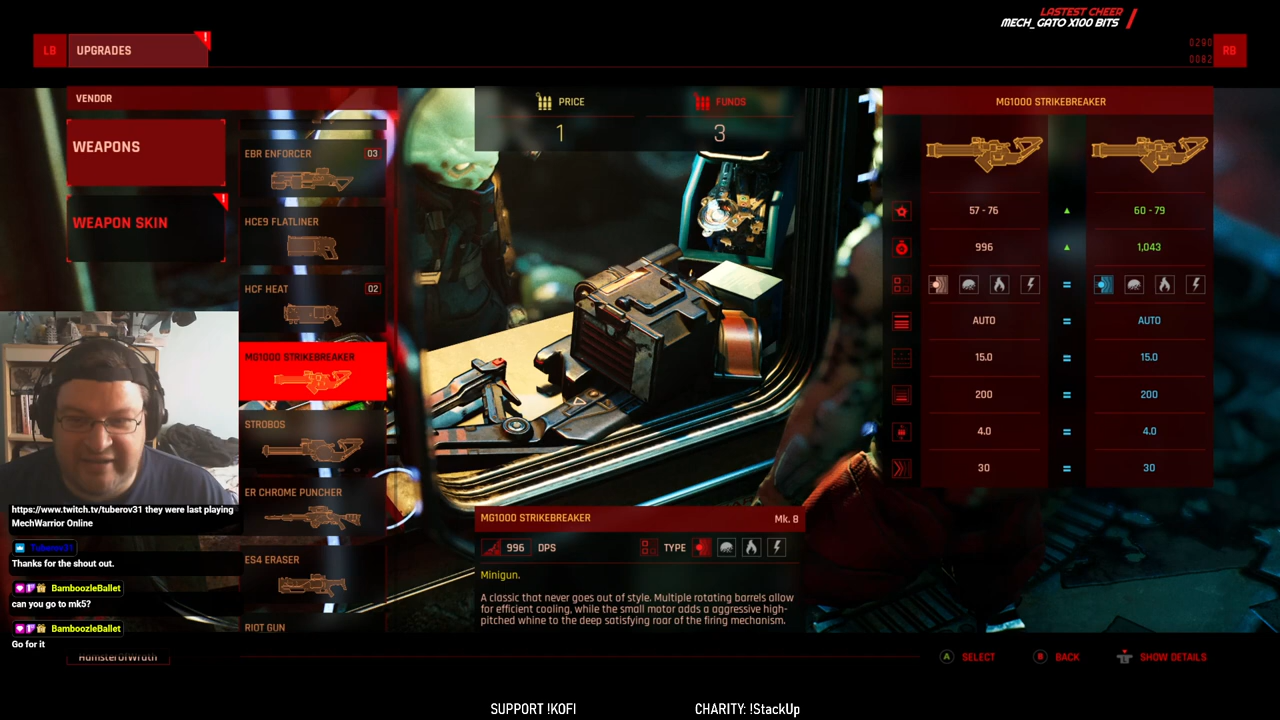 LASTEST CHEER
MECH_GATO X100 BITS
LB
UPGRADES
!
0290
0082
RB
VENDOR
WEAPONS
WEAPON SKIN
!
EBR ENFORCER
03
HCE9 FLATLINER
HCF HEAT
02
MG1000 STRIKEBREAKER
STROBOS
ER CHROME PUNCHER
ES4 ERASER
RIOT GUN
PRICE
FUNDS
1
3
MG1000 STRIKEBREAKER
57 - 76
60 - 79
996
1,043
=
AUTO
=
AUTO
15.0
=
15.0
200
=
200
4.0
=
4.0
30
=
30
MG1000 STRIKEBREAKER
Mk. 8
996 DPS
TYPE
Minigun.
A classic that never goes out of style. Multiple rotating barrels allow
for efficient cooling, while the small motor adds a aggressive high-
pitched whine to the deep satisfying roar of the firing mechanism.
https://www.twitch.tv/tuberov31 they were last playing
MechWarrior Online
Tuberov31
Thanks for the shout out.
BamboozleBallet
can you go to mk5?
BamboozleBallet
Go for it
HamsterOfWrath
A SELECT
B BACK
SHOW DETAILS
SUPPORT !KOFI
CHARITY: !StackUp